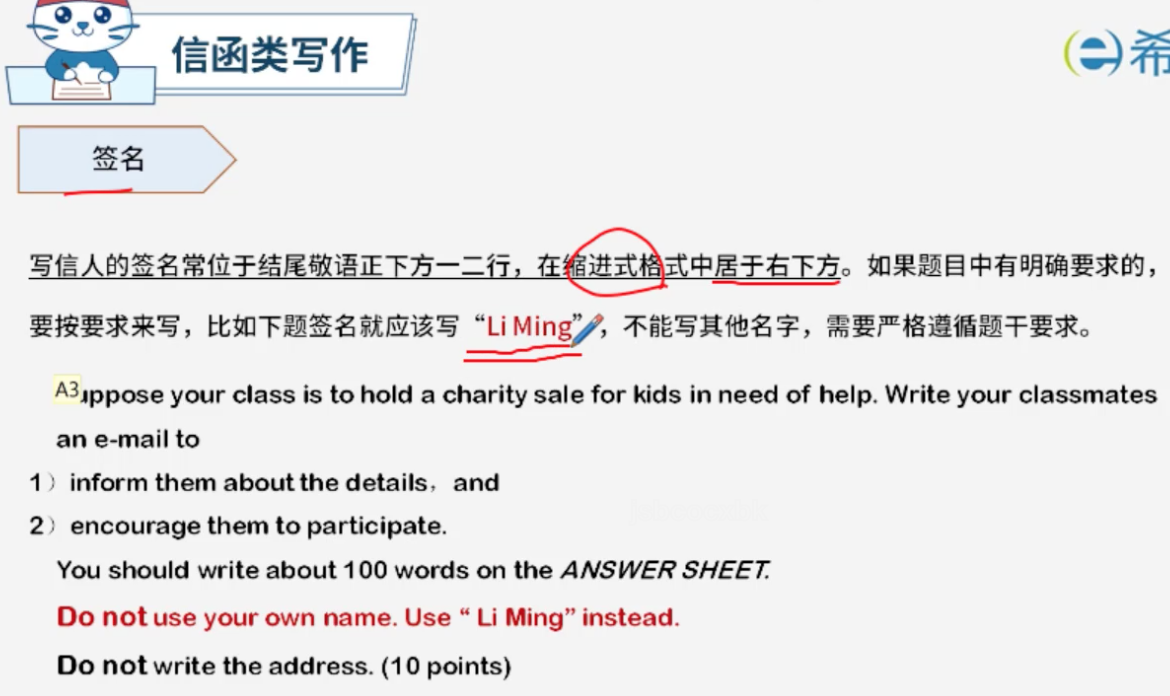 信函类写作
希
签名
写信人的签名常位于结尾敬语正下方一二行，在缩进式格式中居于右下方。如果题目中有明确要求的，
要按要求来写，比如下题签名就应该写“Li Ming”，不能写其他名字，需要严格遵循题干要求。
A3
uppose your class is to hold a charity sale for kids in need of help. Write your classmates
an e-mail to
1）inform them about the details，and
2）encourage them to participate.
You should write about 100 words on the ANSWER SHEET.
Do not use your own name. Use “ Li Ming” instead.
Do not write the address. (10 points)